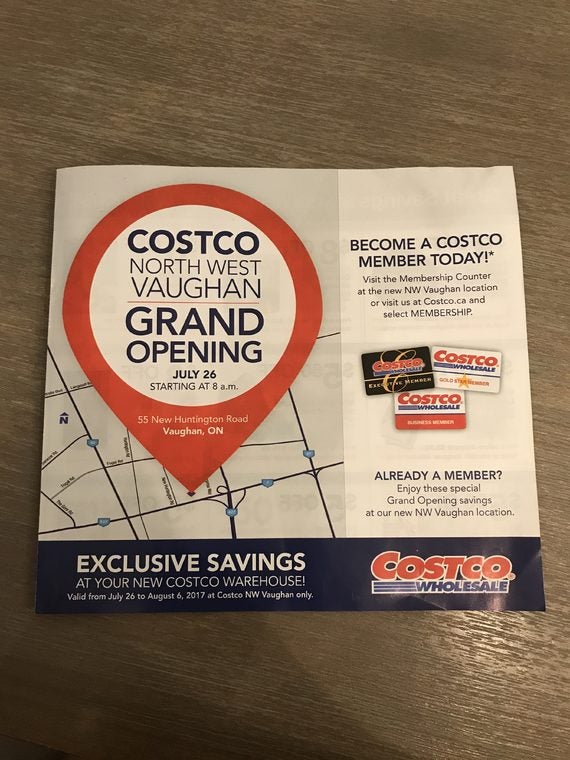 COSTCO
NORTH WEST
VAUGHAN
GRAND
OPENING
JULY 26
STARTING AT 8 a.m.
55 New Huntington Road
Vaughan, ON
N
BECOME A COSTCO
MEMBER TODAY!*
Visit the Membership Counter
at the new NW Vaughan location
or visit us at Costco.ca and
select MEMBERSHIP.
COSTCO
WHOLESALE
EXECUTIVE MEMBER
COSTCO
WHOLESALE
GOLD STAR MEMBER
COSTCO
WHOLESALE
BUSINESS MEMBER
ALREADY A MEMBER?
Enjoy these special
Grand Opening savings
at our new NW Vaughan location.
EXCLUSIVE SAVINGS
AT YOUR NEW COSTCO WAREHOUSE!
Valid from July 26 to August 6, 2017 at Costco NW Vaughan only.
COSTCO
WHOLESALE